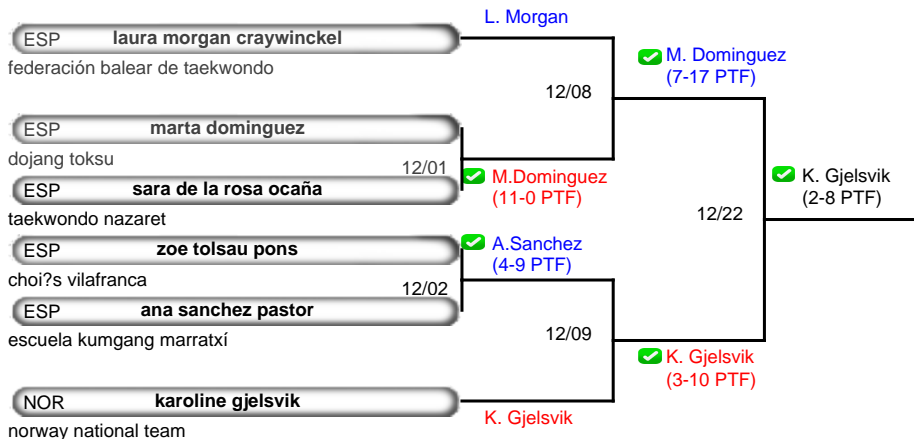 L. Morgan
ESP laura morgan craywinckel
federación balear de taekwondo
M. Dominguez
(7-17 PTF)
12/08
ESP marta dominguez
dojang toksu
12/01
M.Dominguez
(11-0 PTF)
ESP sara de la rosa ocaña
taekwondo nazaret
K. Gjelsvik
(2-8 PTF)
12/22
ESP zoe tolsau pons
choi?s vilafranca
A.Sanchez
(4-9 PTF)
12/02
ESP ana sanchez pastor
escuela kumgang marratxí
12/09
K. Gjelsvik
(3-10 PTF)
NOR karoline gjelsvik
norway national team
K. Gjelsvik